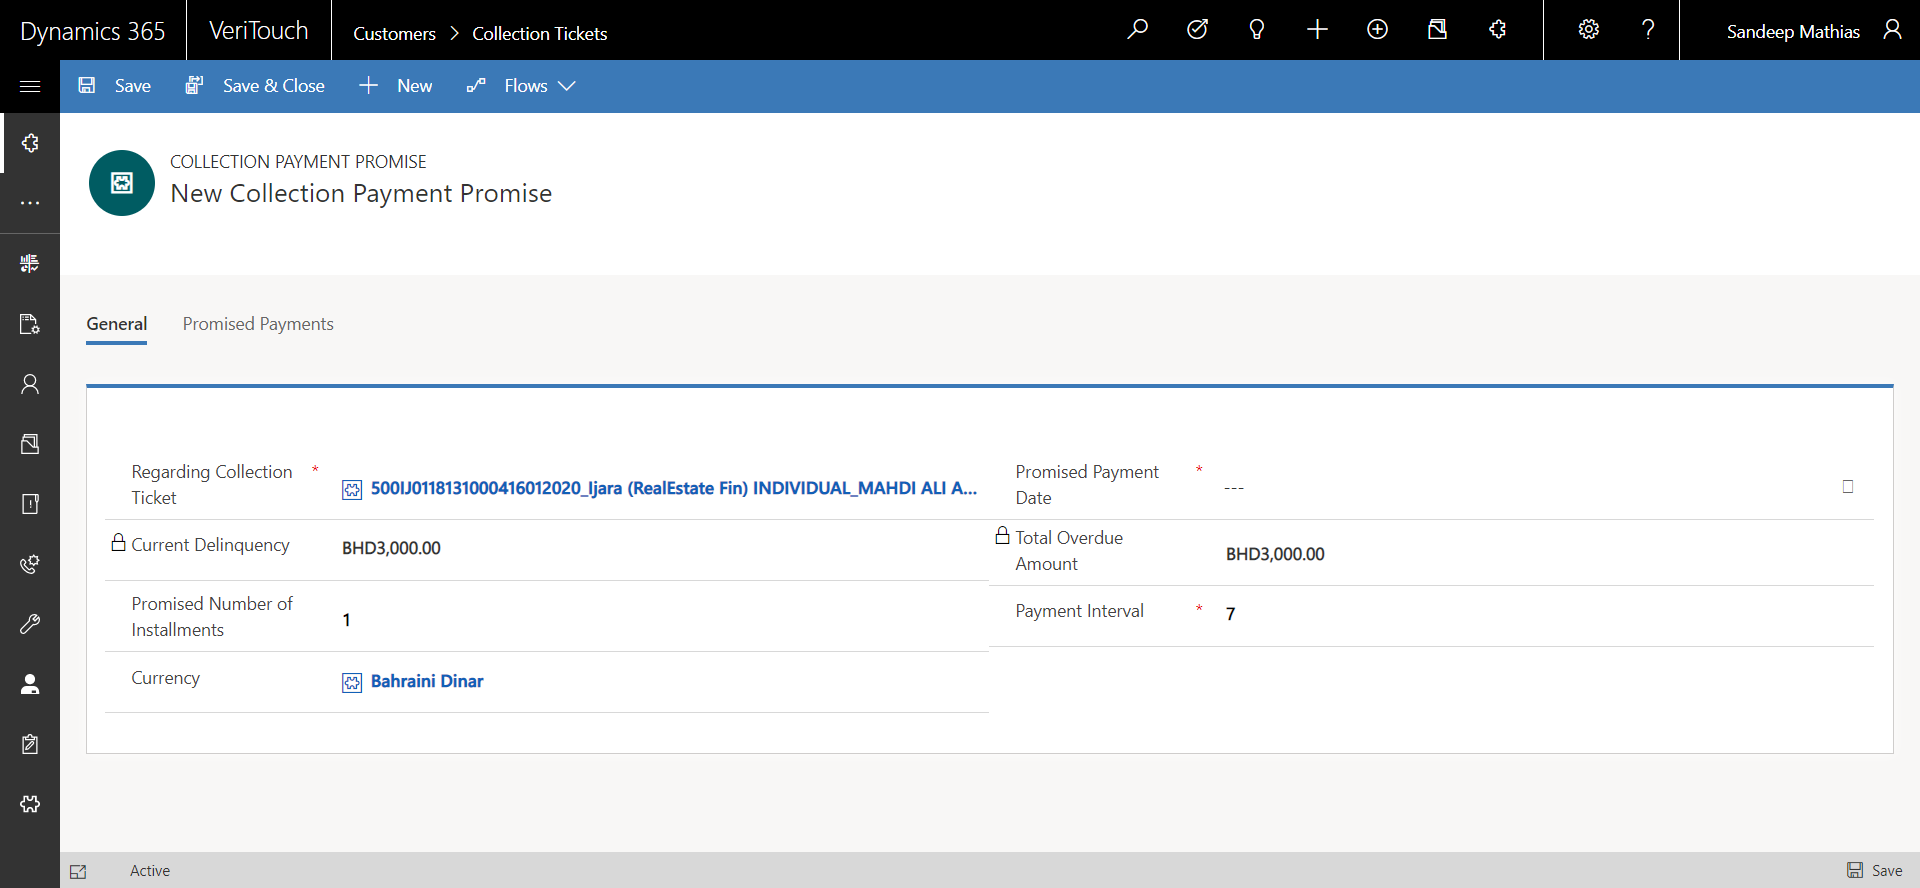 Dynamics 365
VeriTouch
Customers > Collection Tickets
Sandeep Mathias
Save
Save & Close
New
Flows
COLLECTION PAYMENT PROMISE
New Collection Payment Promise
General
Promised Payments
Regarding Collection
Ticket
*
500IJ0118131000416012020_Ijara (RealEstate Fin) INDIVIDUAL_MAHDI ALI A...
Promised Payment
Date
*
---
Current Delinquency
BHD3,000.00
Total Overdue
Amount
BHD3,000.00
Promised Number of
Installments
1
Payment Interval
*
7
Currency
Bahraini Dinar
Active
Save